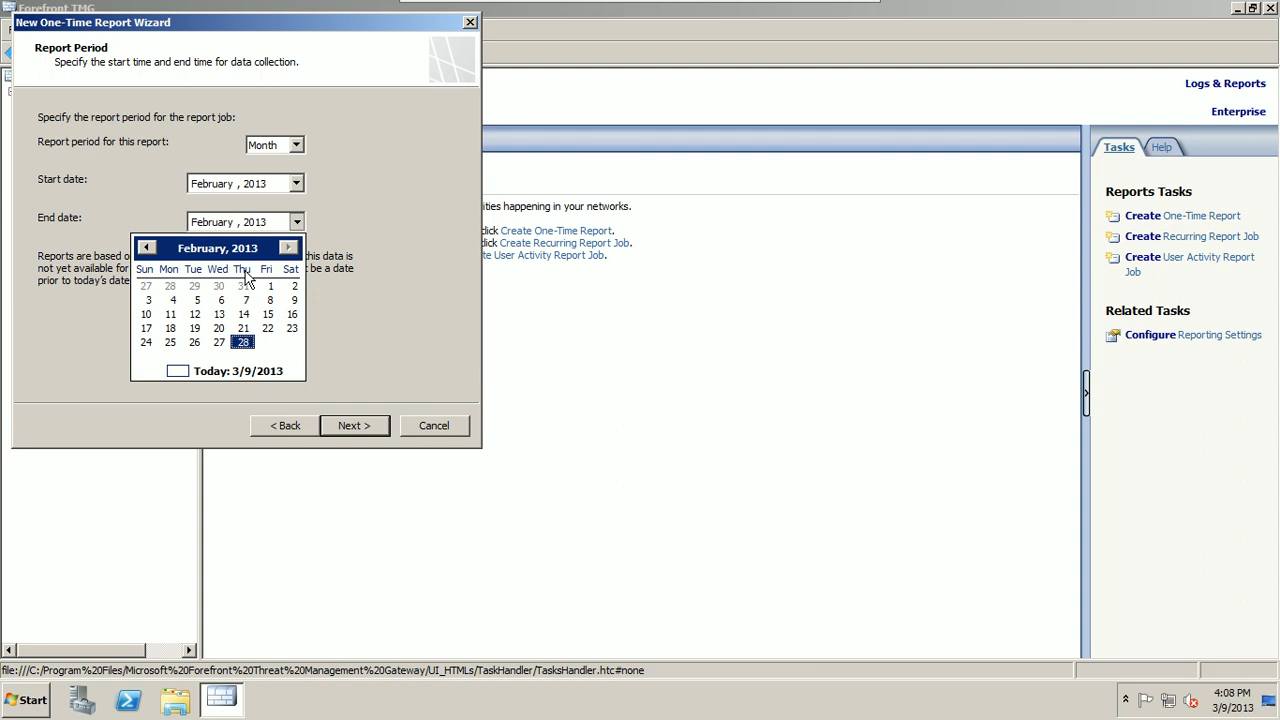 Forefront TMG
New One-Time Report Wizard
Report Period
Specify the start time and end time for data collection.
Specify the report period for the report job:
Report period for this report:
Month
Start date:
February , 2013
End date:
February , 2013
Reports are based o
this data is
not yet available for
t be a date
prior to today's date
February, 2013
Sun Mon Tue Wed Thu Fri Sat
27 28 29 30 31 1 2
3 4 5 6 7 8 9
10 11 12 13 14 15 16
17 18 19 20 21 22 23
24 25 26 27 28
Today: 3/9/2013
< Back
Next >
Cancel
ities happening in your networks.
click Create One-Time Report.
click Create Recurring Report Job.
te User Activity Report Job.
Logs & Reports
Enterprise
Tasks
Help
Reports Tasks
Create One-Time Report
Create Recurring Report Job
Create User Activity Report
Job
Related Tasks
Configure Reporting Settings
file:///C:/Program%20Files/Microsoft%20Forefront%20Threat%20Management%20Gateway/UI_HTMLs/TaskHandler/TasksHandler.htc#none
Start
4:08 PM
3/9/2013